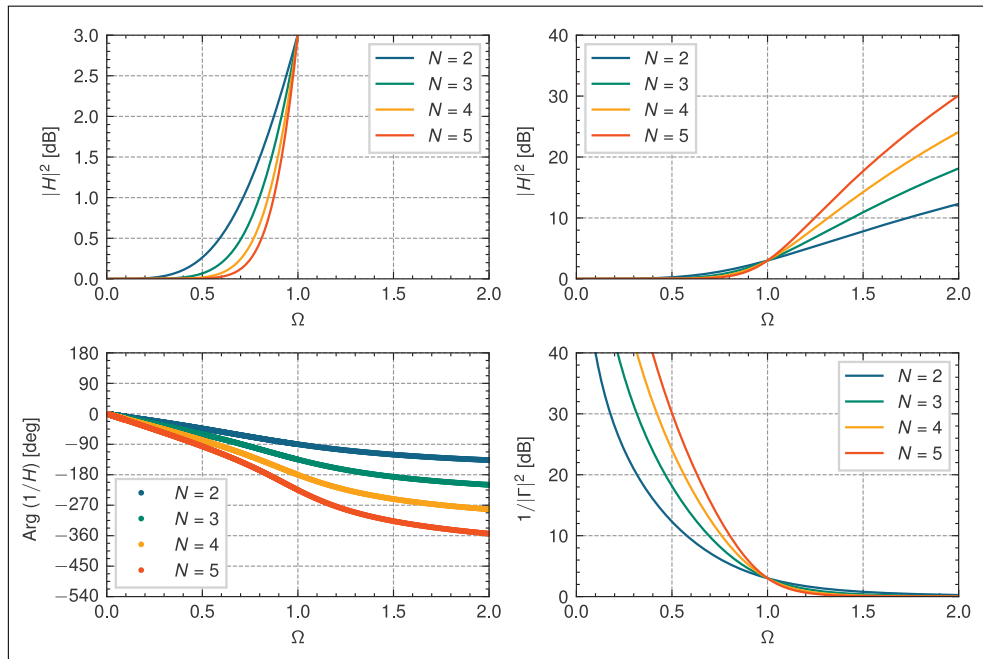 3.0
2.5
2.0
1.5
1.0
0.5
0.0
|H|² [dB]
0.0 0.5 1.0 1.5 2.0
Ω
N = 2
N = 3
N = 4
N = 5
40
30
20
10
0
|H|² [dB]
0.0 0.5 1.0 1.5 2.0
Ω
N = 2
N = 3
N = 4
N = 5
180
90
0
−90
−180
−270
−360
−450
−540
Arg (1/H) [deg]
0.0 0.5 1.0 1.5 2.0
Ω
N = 2
N = 3
N = 4
N = 5
40
30
20
10
0
1/|Γ|² [dB]
0.0 0.5 1.0 1.5 2.0
Ω
N = 2
N = 3
N = 4
N = 5